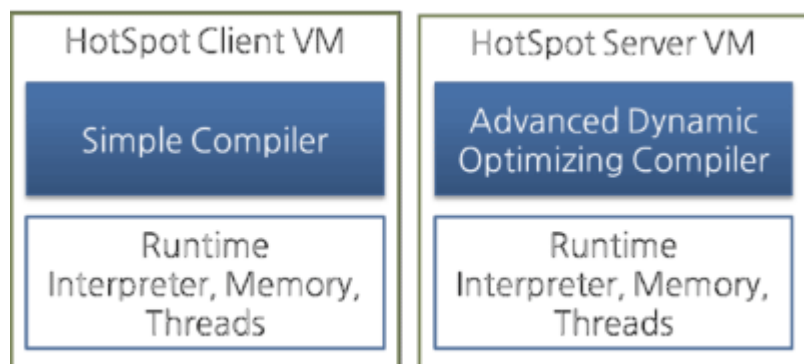 HotSpot Client VM
Simple Compiler
Runtime
Interpreter, Memory,
Threads
HotSpot Server VM
Advanced Dynamic
Optimizing Compiler
Runtime
Interpreter, Memory,
Threads